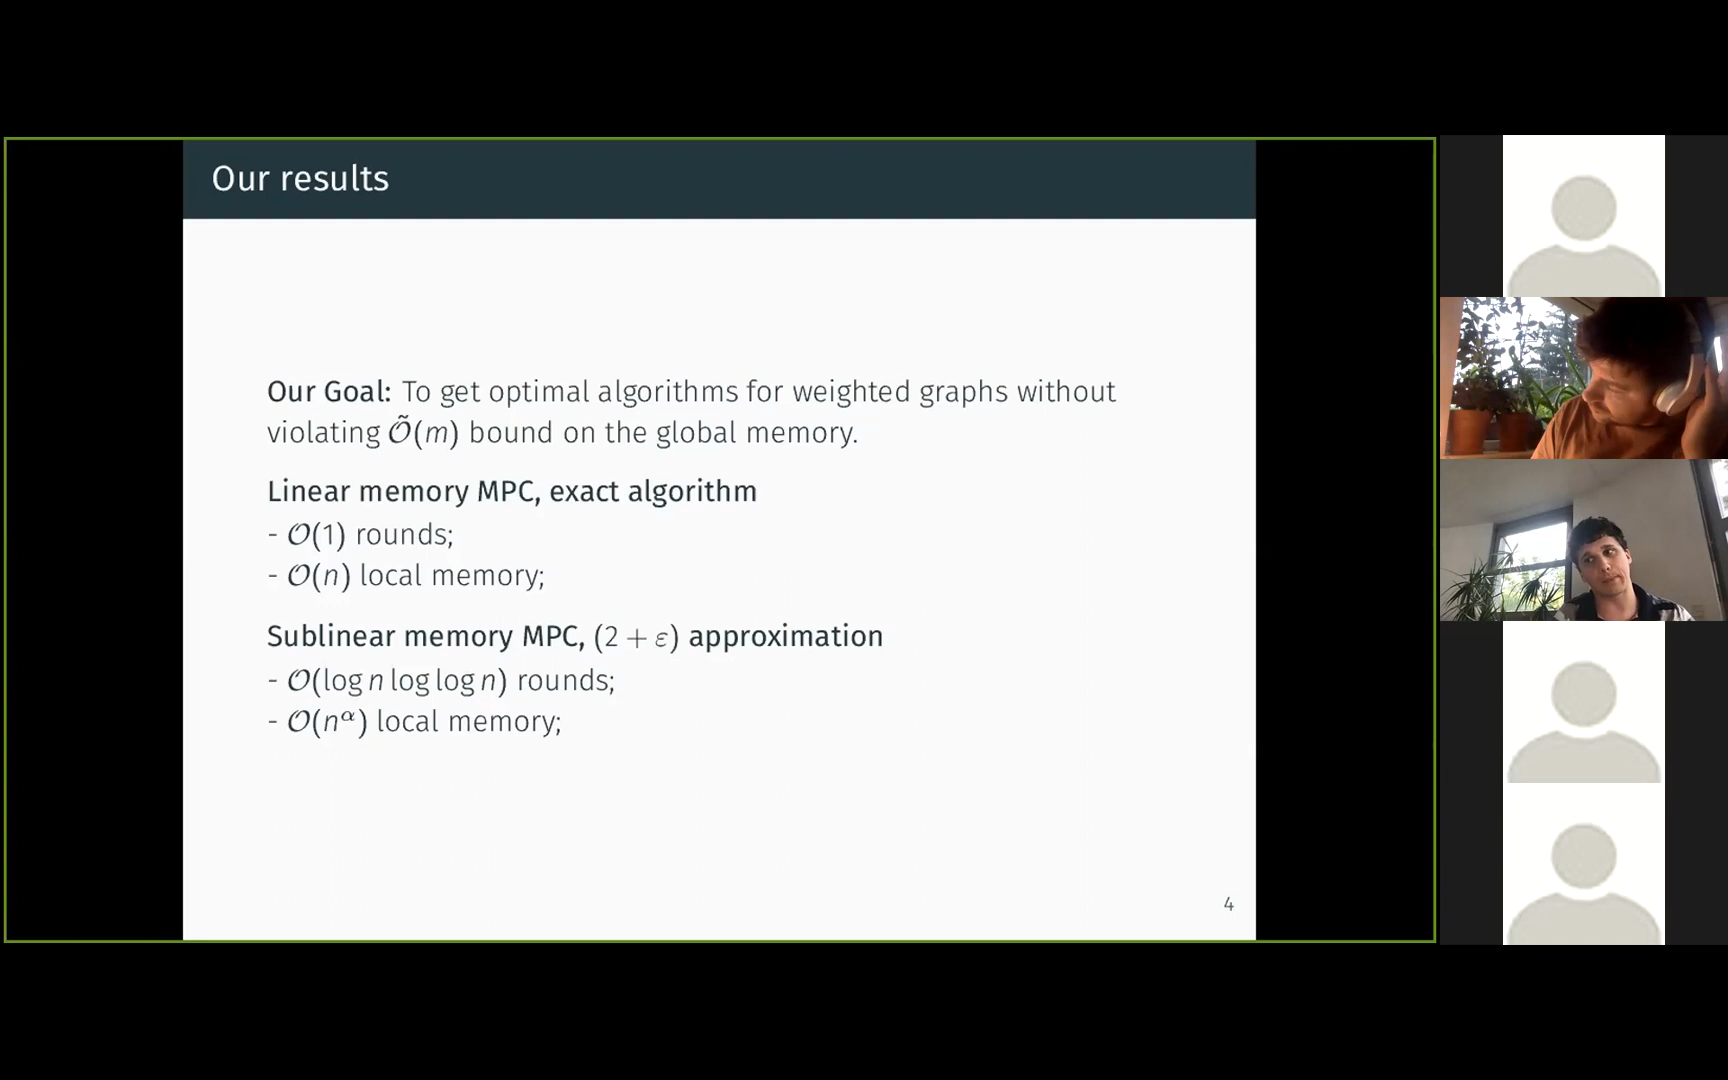 Our results
Our Goal: To get optimal algorithms for weighted graphs without
violating Õ(m) bound on the global memory.
Linear memory MPC, exact algorithm
- O(1) rounds;
- O(n) local memory;
Sublinear memory MPC, (2 + ε) approximation
- O(log n log log n) rounds;
- O(n^α) local memory;
4